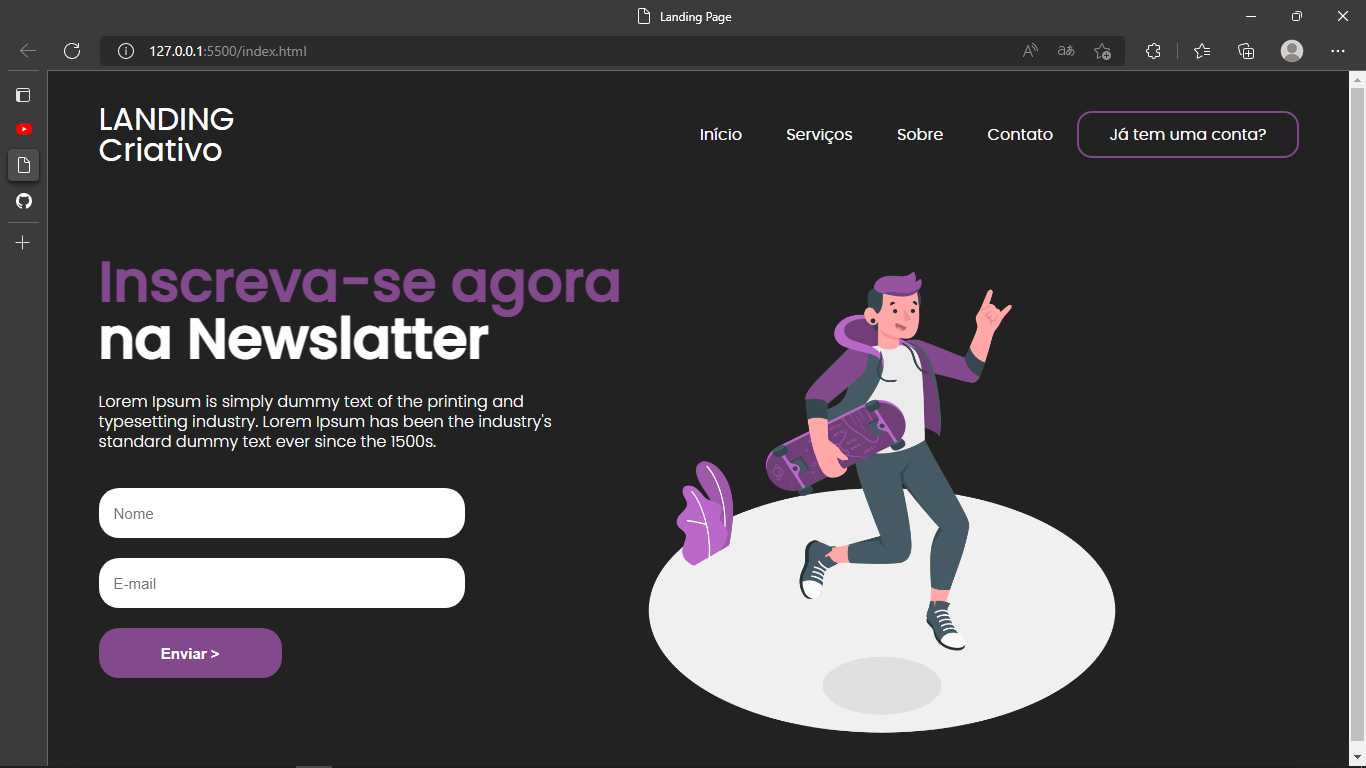 Landing Page
127.0.0.1:5500/index.html
LANDING
Criativo
Início Serviços Sobre Contato Já tem uma conta?
Inscreva-se agora
na Newslatter
Lorem Ipsum is simply dummy text of the printing and
typesetting industry. Lorem Ipsum has been the industry's
standard dummy text ever since the 1500s.
Nome
E-mail
Enviar >